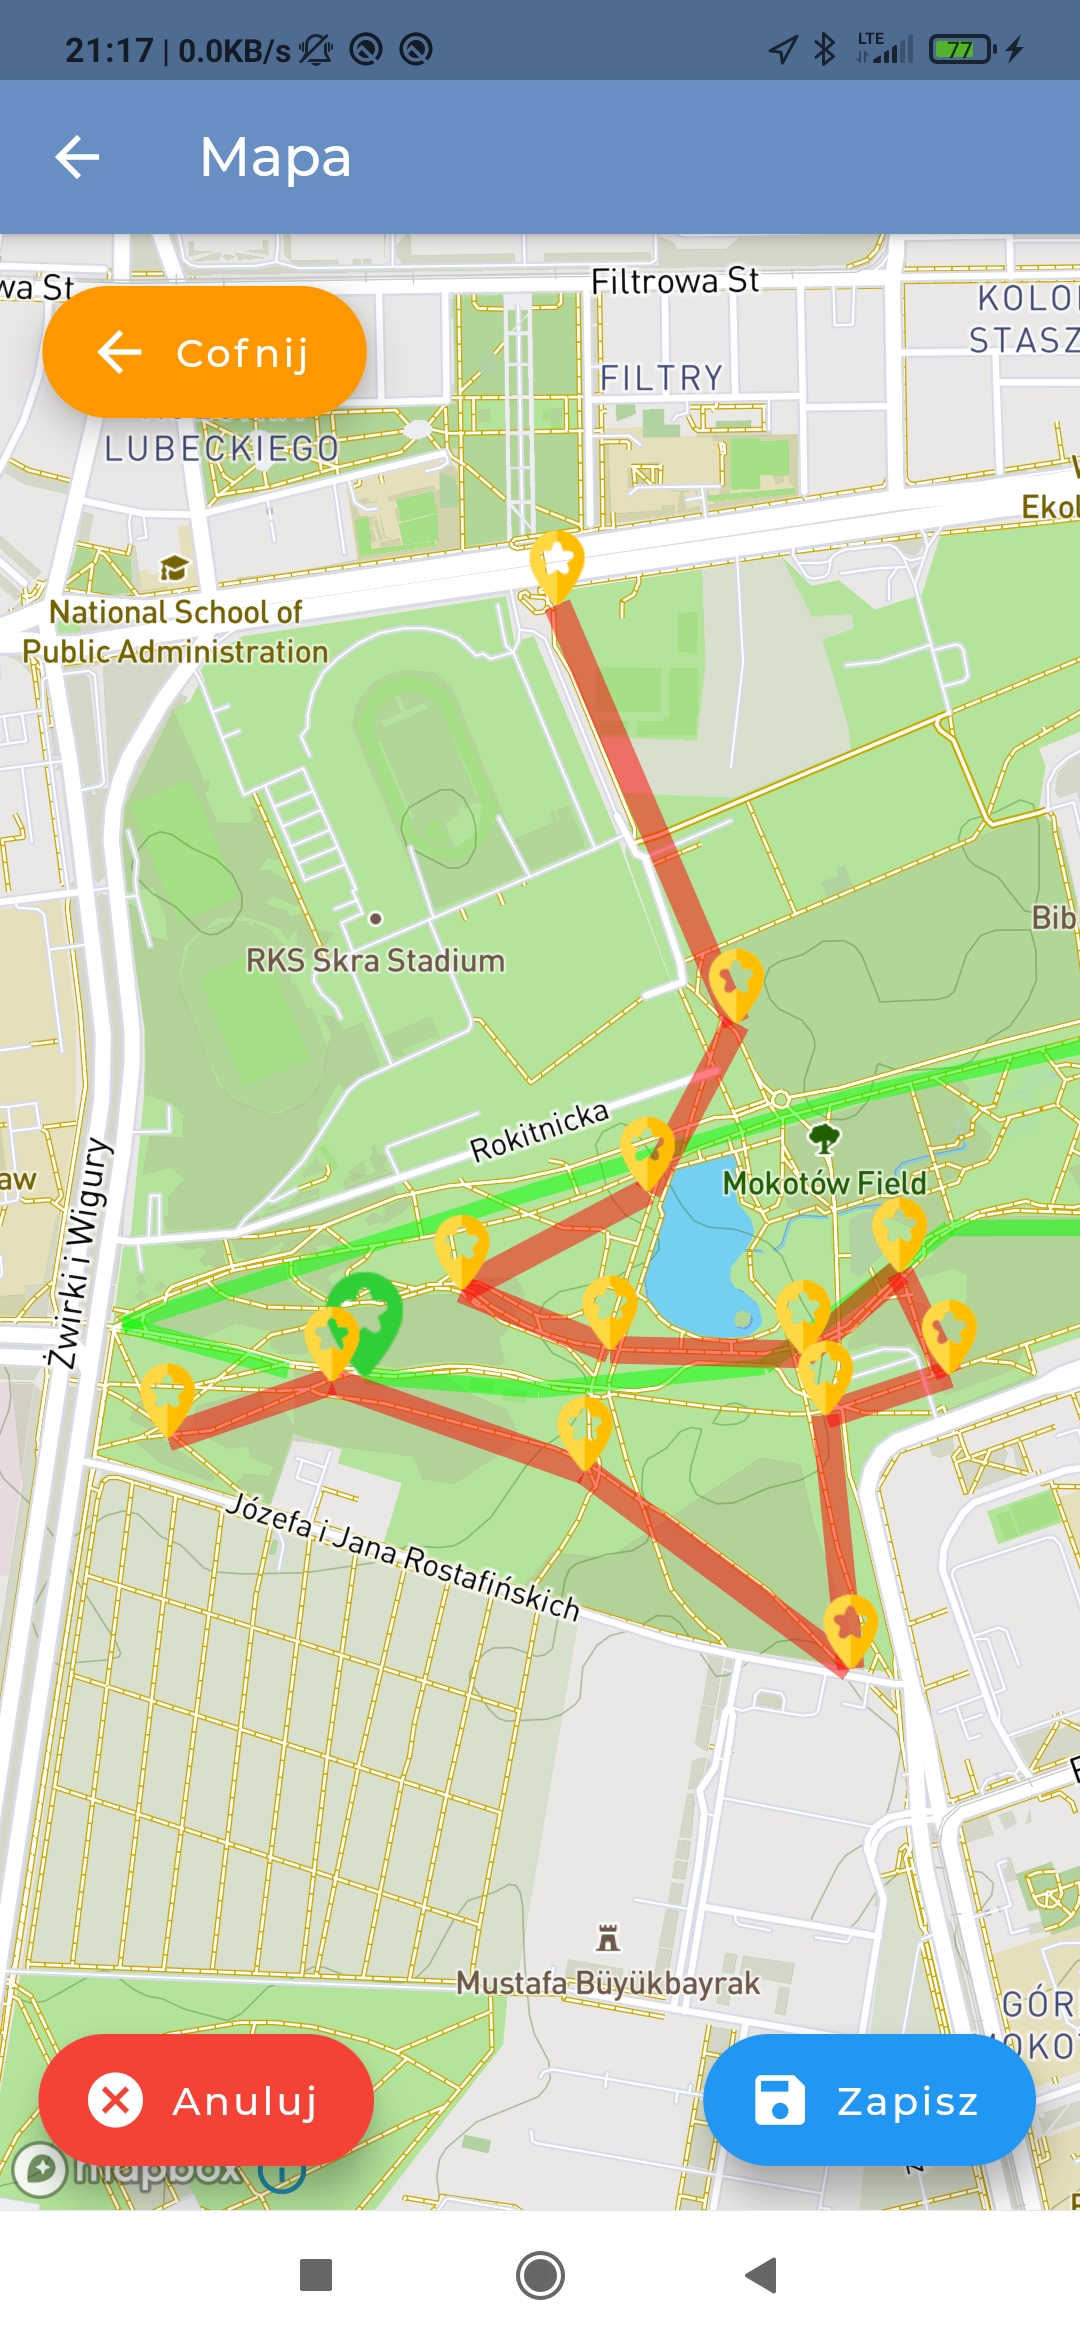 21:17 | 0.0KB/s
LTE
77
Mapa
wa St
Filtrowa St
KOLO
STASZ
Cofnij
FILTRY
LUBECKIEGO
Ekol
National School of
Public Administration
Bib
RKS Skra Stadium
Rokitnicka
aw
Mokotów Field
Żwirki i Wigury
Józefa i Jana Rostafińskich
Mustafa Büyükbayrak
GÓR
MOKOT
Anuluj
Zapisz
mapbox